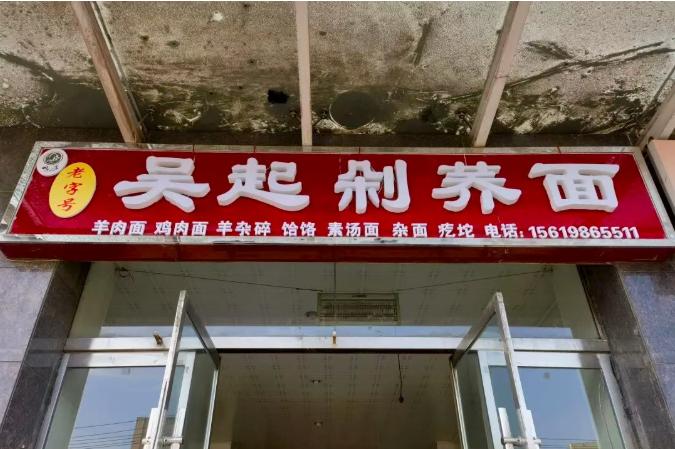 老字号
吴起剁荞面
羊肉面 鸡肉面 羊杂碎 饸饹 素汤面 杂面 疙坨 电话:15619865511